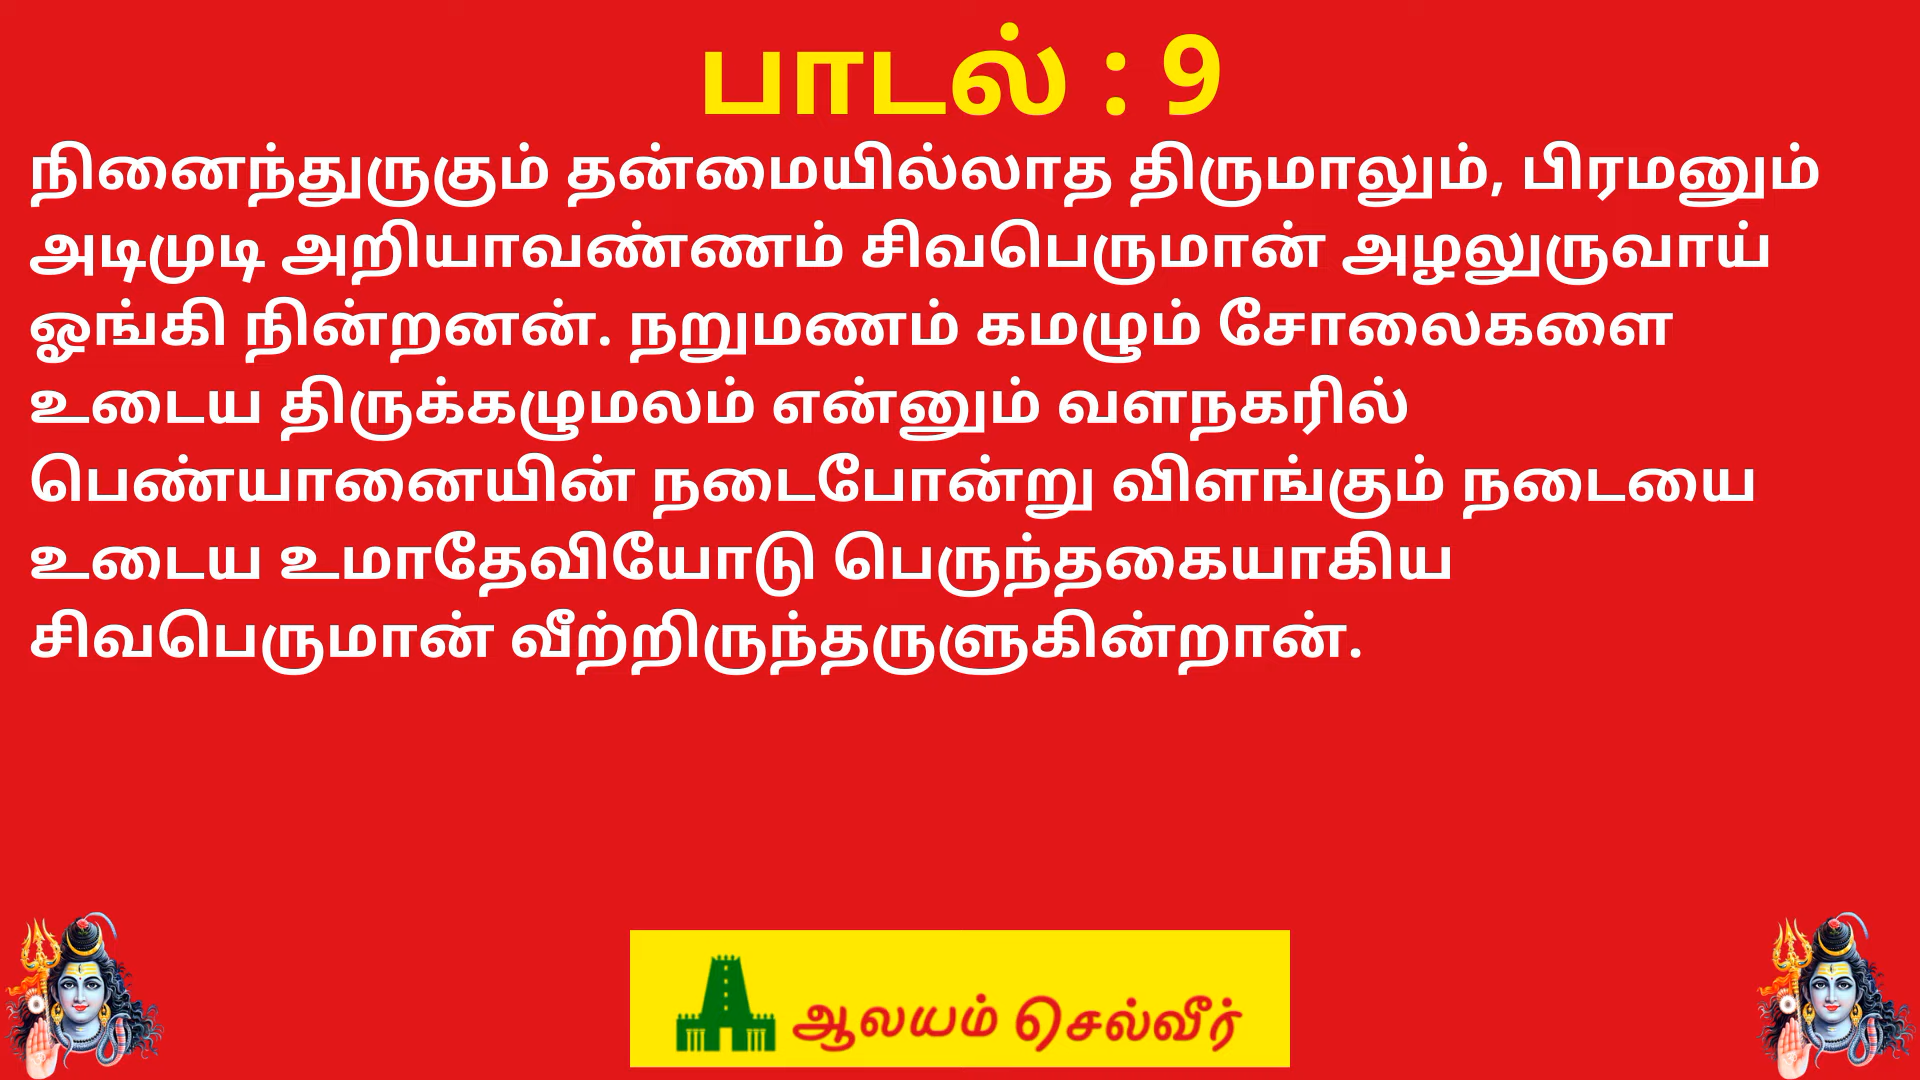 பாடல் : 9
நினைந்துருகும் தன்மையில்லாத திருமாலும், பிரமனும்
அடிமுடி அறியாவண்ணம் சிவபெருமான் அழலுருவாய்
ஓங்கி நின்றனன். நறுமணம் கமழும் சோலைகளை
உடைய திருக்கழுமலம் என்னும் வளநகரில்
பெண்யானையின் நடைபோன்று விளங்கும் நடையை
உடைய உமாதேவியோடு பெருந்தகையாகிய
சிவபெருமான் வீற்றிருந்தருளுகின்றான்.
ஆலயம் செல்வீர்